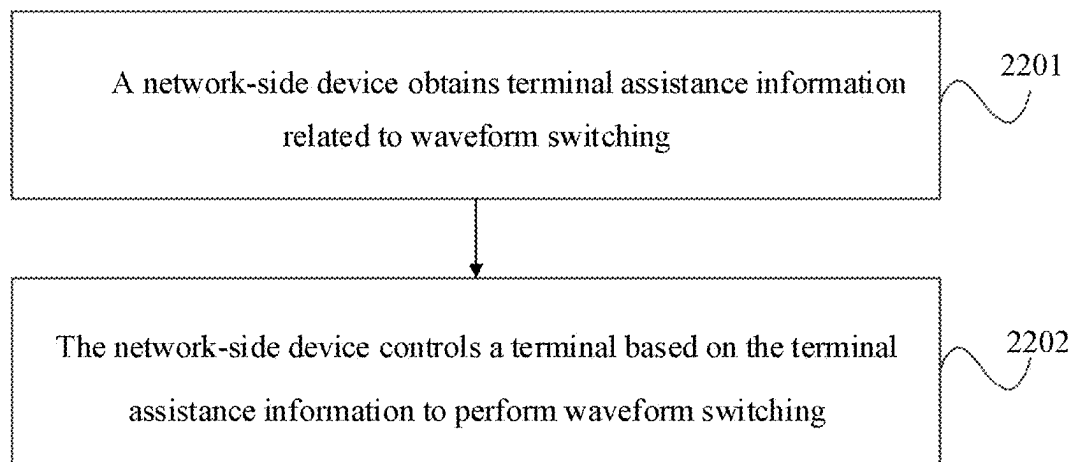 A network-side device obtains terminal assistance information
related to waveform switching
2201
The network-side device controls a terminal based on the terminal
assistance information to perform waveform switching
2202